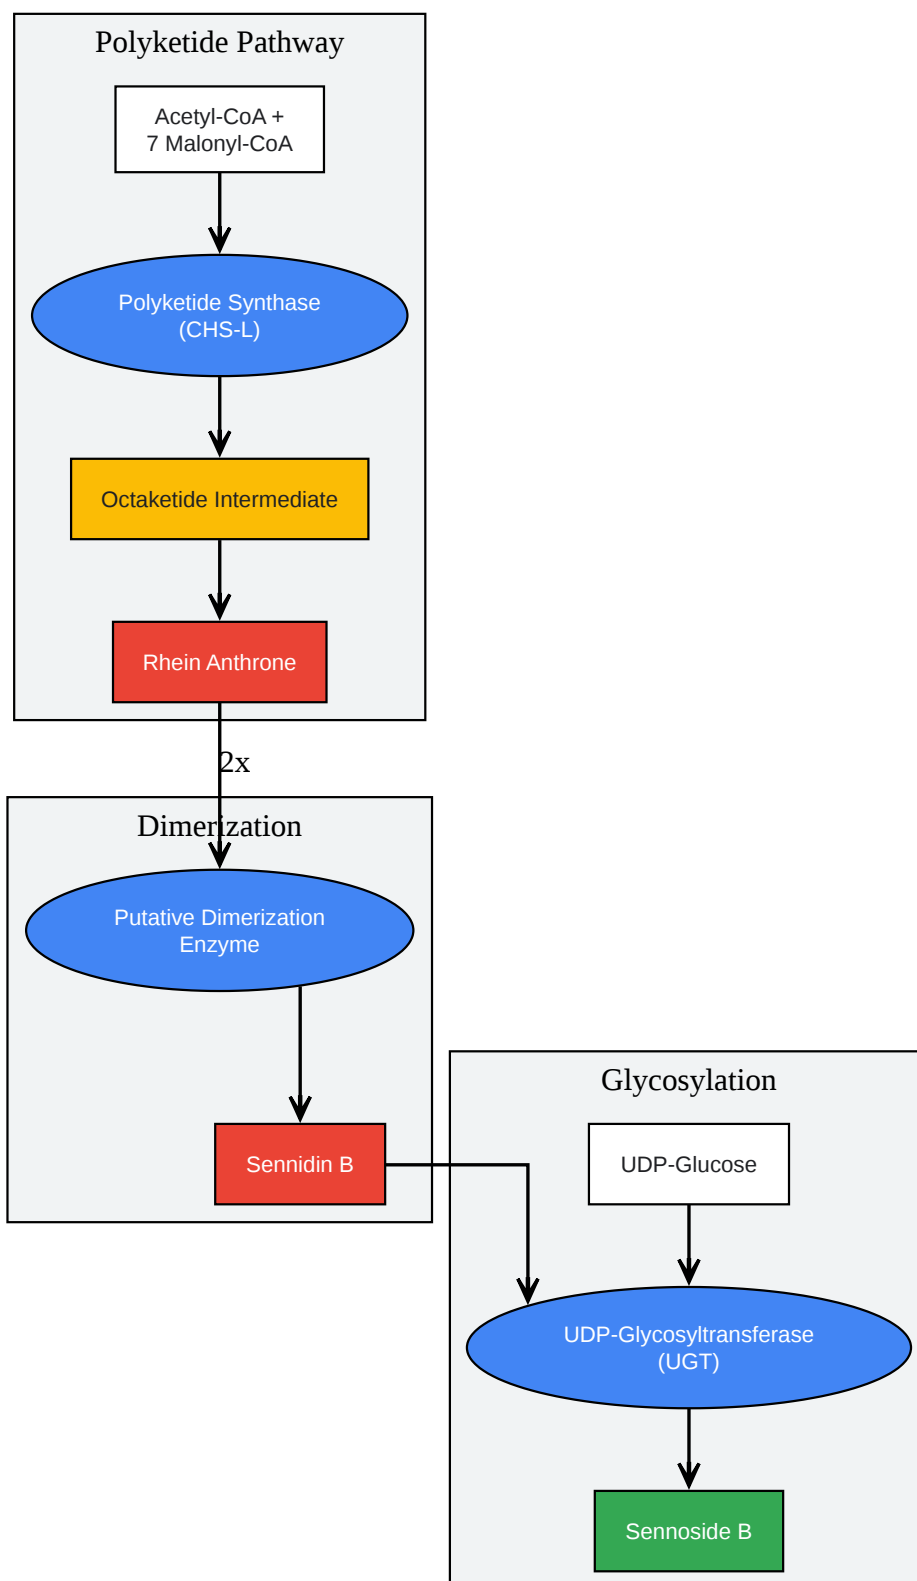 Polyketide Pathway
Acetyl-CoA +
7 Malonyl-CoA
Polyketide Synthase
(CHS-L)
Octaketide Intermediate
Rhein Anthrone
2x
Dimerization
Putative Dimerization
Enzyme
Sennidin B
Glycosylation
UDP-Glucose
UDP-Glycosyltransferase
(UGT)
Sennoside B